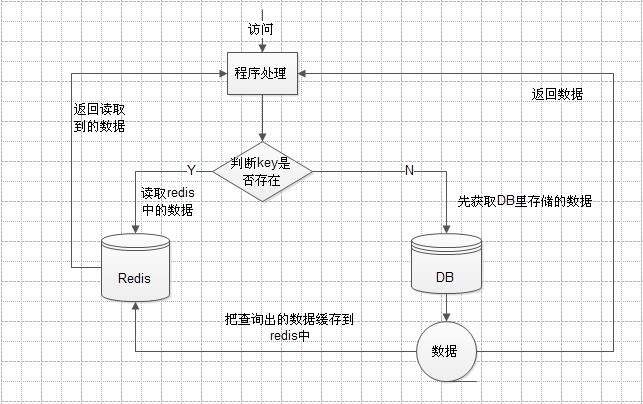 访问
程序处理
返回读取
到的数据
返回数据
判断key是
否存在
Y
N
读取redis
中的数据
先获取DB里存储的数据
Redis
DB
把查询出的数据缓存到
redis中
数据